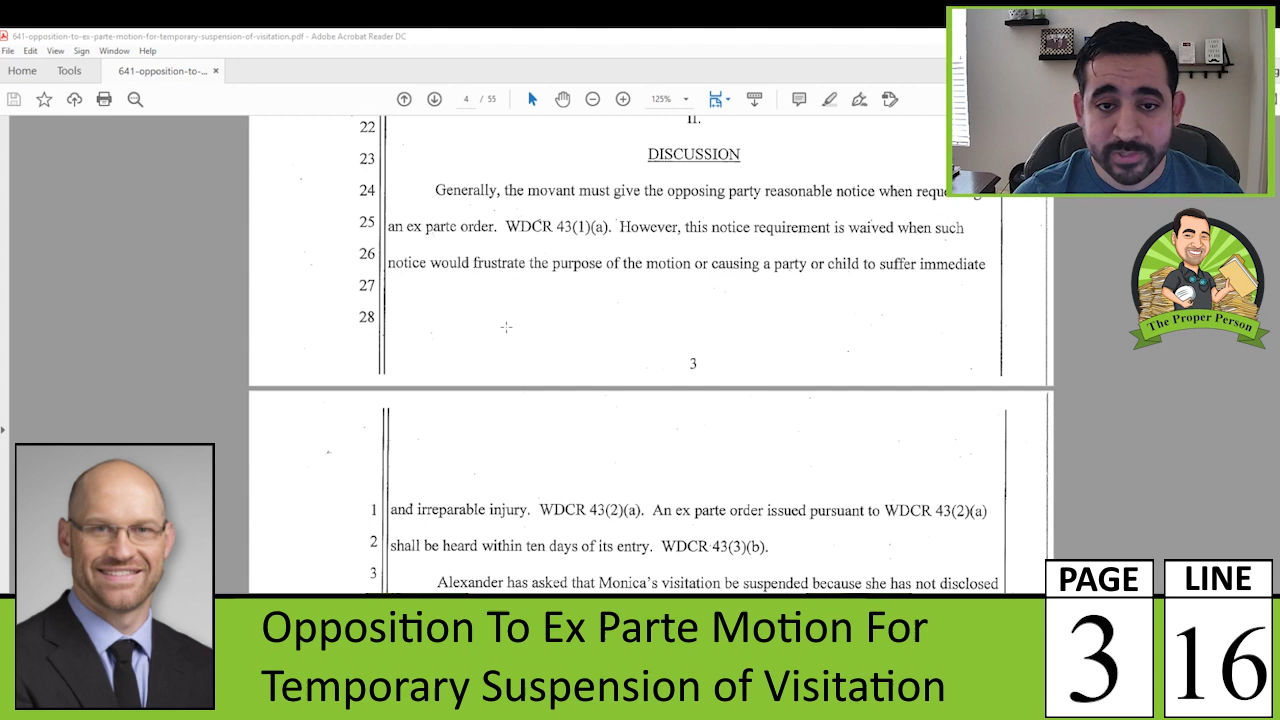 641-opposition-to-ex-parte-motion-for-temporary-suspension-of-visitation.pdf - Adobe Acrobat Reader DC
File Edit View Sign Window Help
Home Tools 641-opposition-to-... ×
4 / 55 125%
22 II.
23 DISCUSSION
24 Generally, the movant must give the opposing party reasonable notice when
25 an ex parte order. WDCR 43(1)(a). However, this notice requirement is waived when such
26 notice would frustrate the purpose of the motion or causing a party or child to suffer immediate
27
28
3
1 and irreparable injury. WDCR 43(2)(a). An ex parte order issued pursuant to WDCR 43(2)(a)
2 shall be heard within ten days of its entry. WDCR 43(3)(b).
3 Alexander has asked that Monica's visitation be suspended because she has not disclosed
The Proper Person
Opposition To Ex Parte Motion For
Temporary Suspension of Visitation
PAGE LINE
3 16